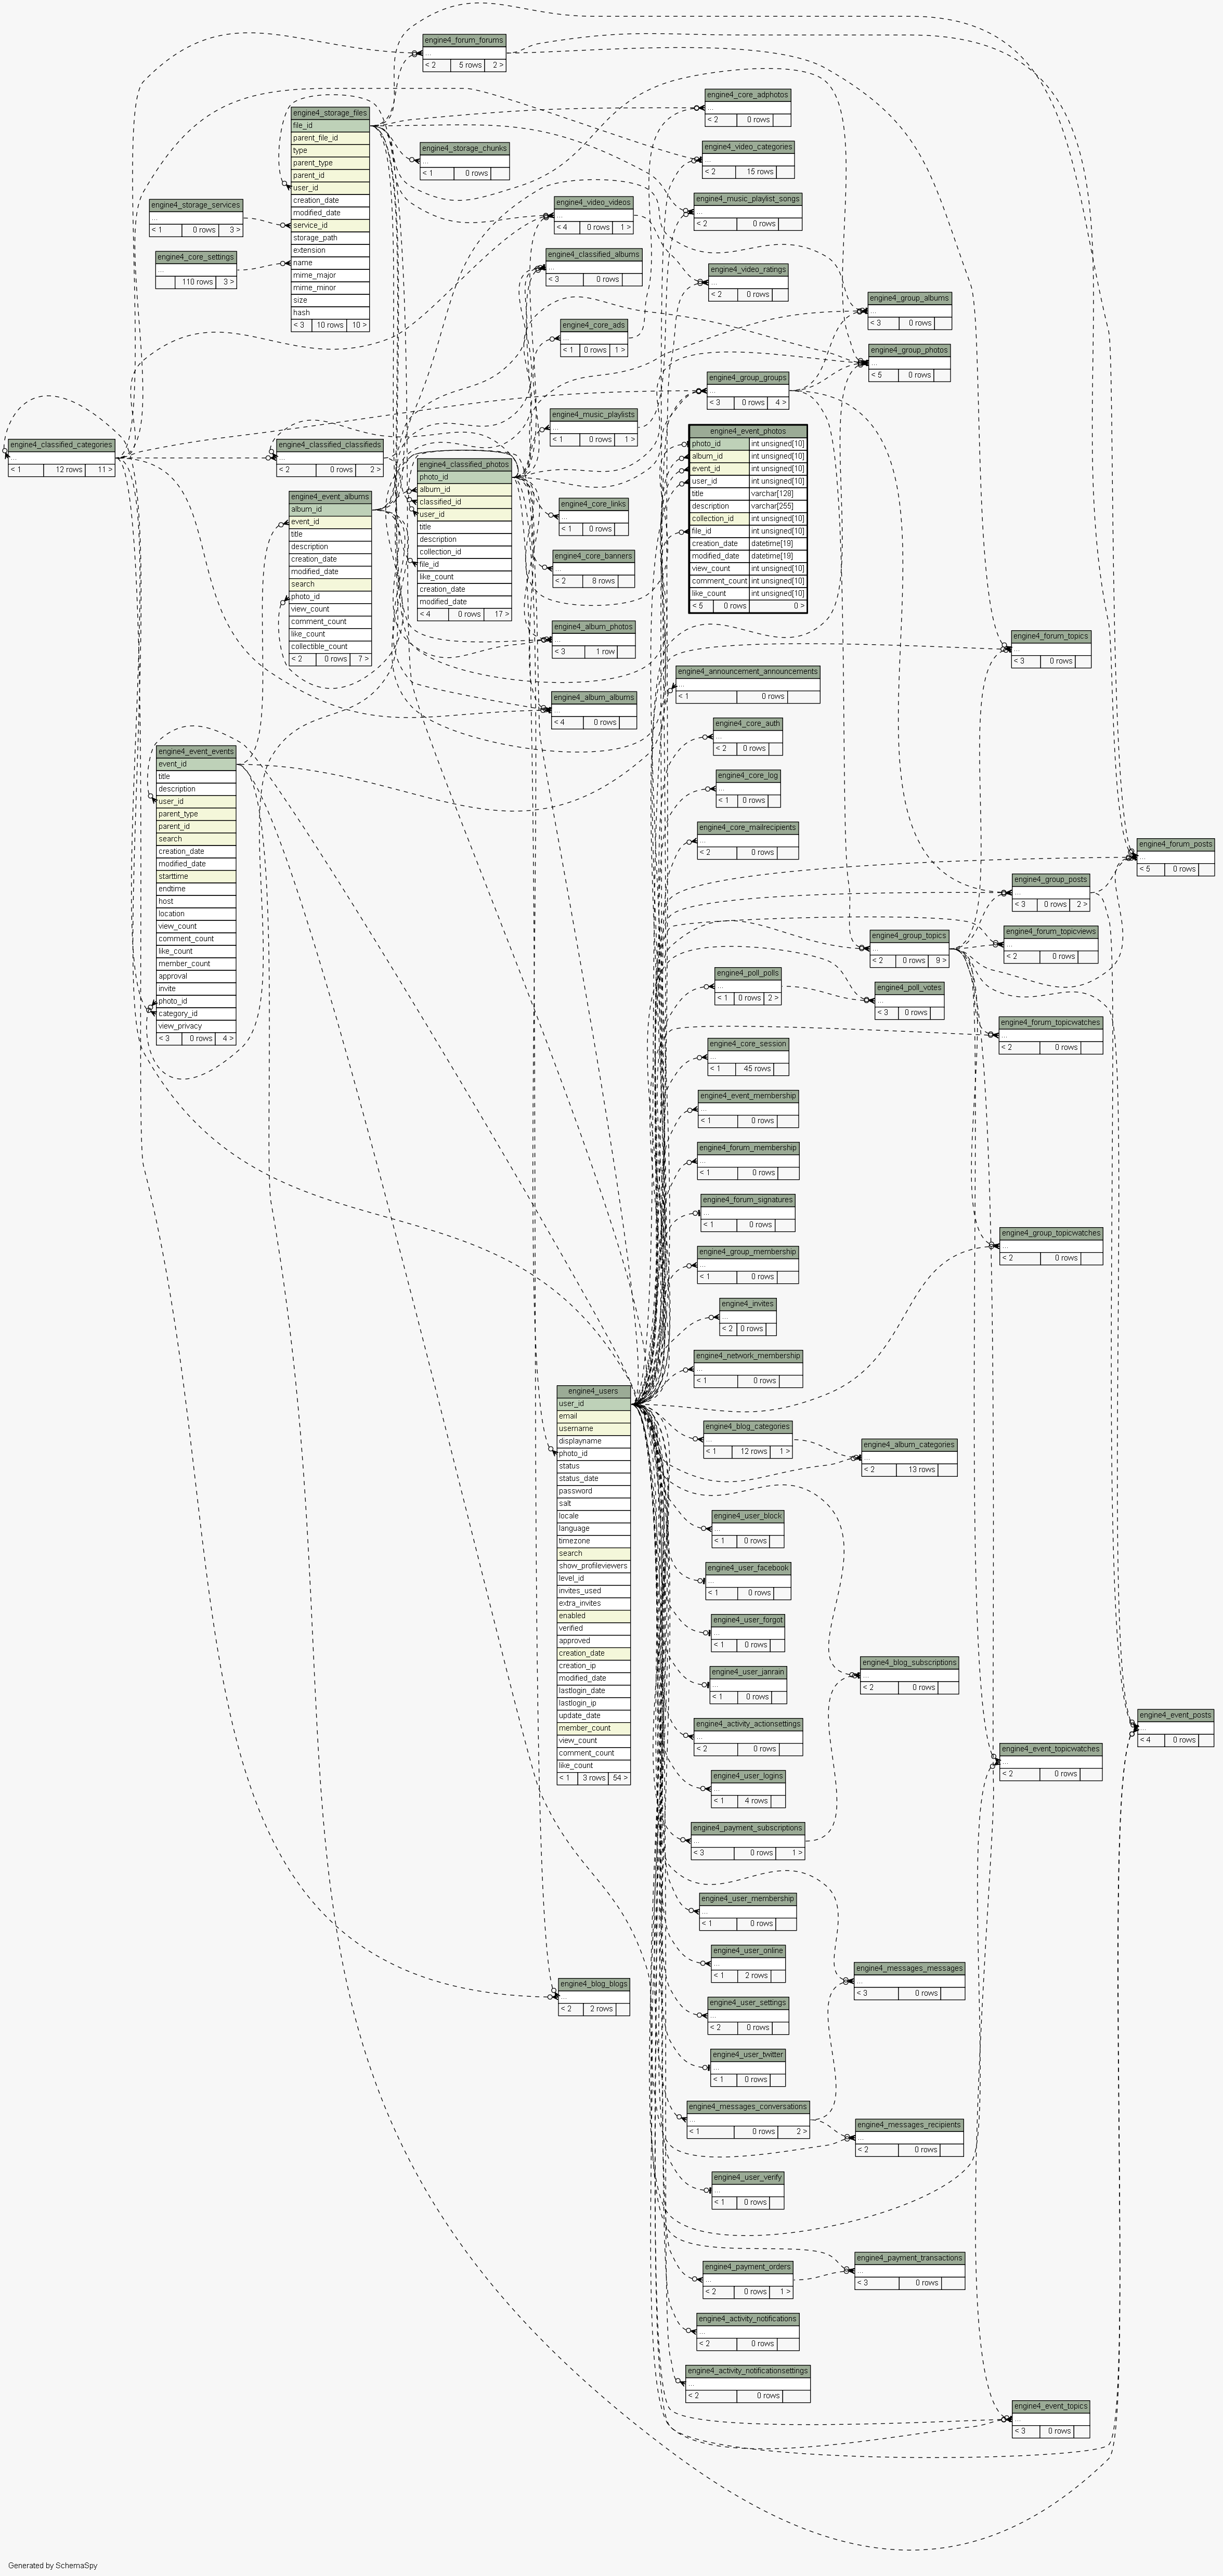 engine4_forum_forums
...
< 2 5 rows 2 >
engine4_storage_files
file_id
parent_file_id
type
parent_type
parent_id
user_id
creation_date
modified_date
service_id
storage_path
extension
name
mime_major
mime_minor
size
hash
< 3 10 rows 10 >
engine4_core_adphotos
...
< 2 0 rows
engine4_storage_chunks
...
< 1 0 rows
engine4_video_categories
...
< 2 15 rows
engine4_storage_services
...
< 1 0 rows 3 >
engine4_video_videos
...
< 4 0 rows 1 >
engine4_music_playlist_songs
...
< 2 0 rows
engine4_core_settings
...
110 rows 3 >
engine4_classified_albums
...
< 3 0 rows
engine4_video_ratings
...
< 2 0 rows
engine4_group_albums
...
< 3 0 rows
engine4_core_ads
...
< 1 0 rows 1 >
engine4_group_photos
...
< 5 0 rows
engine4_group_groups
...
< 3 0 rows 4 >
engine4_music_playlists
...
< 1 0 rows 1 >
engine4_classified_categories
...
< 1 12 rows 11 >
engine4_classified_classifieds
...
< 2 0 rows 2 >
engine4_event_photos
photo_id int unsigned[10]
album_id int unsigned[10]
event_id int unsigned[10]
user_id int unsigned[10]
title varchar[128]
description varchar[255]
collection_id int unsigned[10]
file_id int unsigned[10]
creation_date datetime[19]
modified_date datetime[19]
view_count int unsigned[10]
comment_count int unsigned[10]
like_count int unsigned[10]
< 5 0 rows 0 >
engine4_classified_photos
photo_id
album_id
classified_id
user_id
title
description
collection_id
file_id
like_count
creation_date
modified_date
< 4 0 rows 17 >
engine4_event_albums
album_id
event_id
title
description
creation_date
modified_date
search
photo_id
view_count
comment_count
like_count
collectible_count
< 2 0 rows 7 >
engine4_core_links
...
< 1 0 rows
engine4_core_banners
...
< 2 8 rows
engine4_album_photos
...
< 3 1 row
engine4_forum_topics
...
< 3 0 rows
engine4_announcement_announcements
...
< 1 0 rows
engine4_album_albums
...
< 4 0 rows
engine4_core_auth
...
< 2 0 rows
engine4_event_events
event_id
title
description
user_id
parent_type
parent_id
search
creation_date
modified_date
starttime
endtime
host
location
view_count
comment_count
like_count
member_count
approval
invite
photo_id
category_id
view_privacy
< 3 0 rows 4 >
engine4_core_log
...
< 1 0 rows
engine4_core_mailrecipients
...
< 2 0 rows
engine4_forum_posts
...
< 5 0 rows
engine4_group_posts
...
< 3 0 rows 2 >
engine4_group_topics
...
< 2 0 rows 9 >
engine4_forum_topicviews
...
< 2 0 rows
engine4_poll_polls
...
< 1 0 rows 2 >
engine4_poll_votes
...
< 3 0 rows
engine4_forum_topicwatches
...
< 2 0 rows
engine4_core_session
...
< 1 45 rows
engine4_event_membership
...
< 1 0 rows
engine4_forum_membership
...
< 1 0 rows
engine4_forum_signatures
...
< 1 0 rows
engine4_group_topicwatches
...
< 2 0 rows
engine4_group_membership
...
< 1 0 rows
engine4_invites
...
< 2 0 rows
engine4_network_membership
...
< 1 0 rows
engine4_users
user_id
email
username
displayname
photo_id
status
status_date
password
salt
locale
language
timezone
search
show_profileviewers
level_id
invites_used
extra_invites
enabled
verified
approved
creation_date
creation_ip
modified_date
lastlogin_date
lastlogin_ip
update_date
member_count
view_count
comment_count
like_count
< 1 3 rows 54 >
engine4_blog_categories
...
< 1 12 rows 1 >
engine4_album_categories
...
< 2 13 rows
engine4_user_block
...
< 1 0 rows
engine4_user_facebook
...
< 1 0 rows
engine4_user_forgot
...
< 1 0 rows
engine4_user_janrain
...
< 1 0 rows
engine4_blog_subscriptions
...
< 2 0 rows
engine4_activity_actionsettings
...
< 2 0 rows
engine4_event_posts
...
< 4 0 rows
engine4_event_topicwatches
...
< 2 0 rows
engine4_user_logins
...
< 1 4 rows
engine4_payment_subscriptions
...
< 3 0 rows 1 >
engine4_user_membership
...
< 1 0 rows
engine4_user_online
...
< 1 2 rows
engine4_messages_messages
...
< 3 0 rows
engine4_blog_blogs
...
< 2 2 rows
engine4_user_settings
...
< 2 0 rows
engine4_user_twitter
...
< 1 0 rows
engine4_messages_conversations
...
< 1 0 rows 2 >
engine4_messages_recipients
...
< 2 0 rows
engine4_user_verify
...
< 1 0 rows
engine4_payment_transactions
...
< 3 0 rows
engine4_payment_orders
...
< 2 0 rows 1 >
engine4_activity_notifications
...
< 2 0 rows
engine4_activity_notificationsettings
...
< 2 0 rows
engine4_event_topics
...
< 3 0 rows
Generated by SchemaSpy